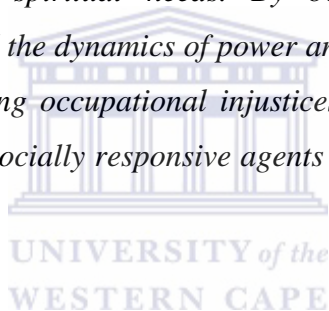 spiritual needs. By
the dynamics of power an
ng occupational injustice
ocially responsive agents
UNIVERSITY of the
WESTERN CAPE